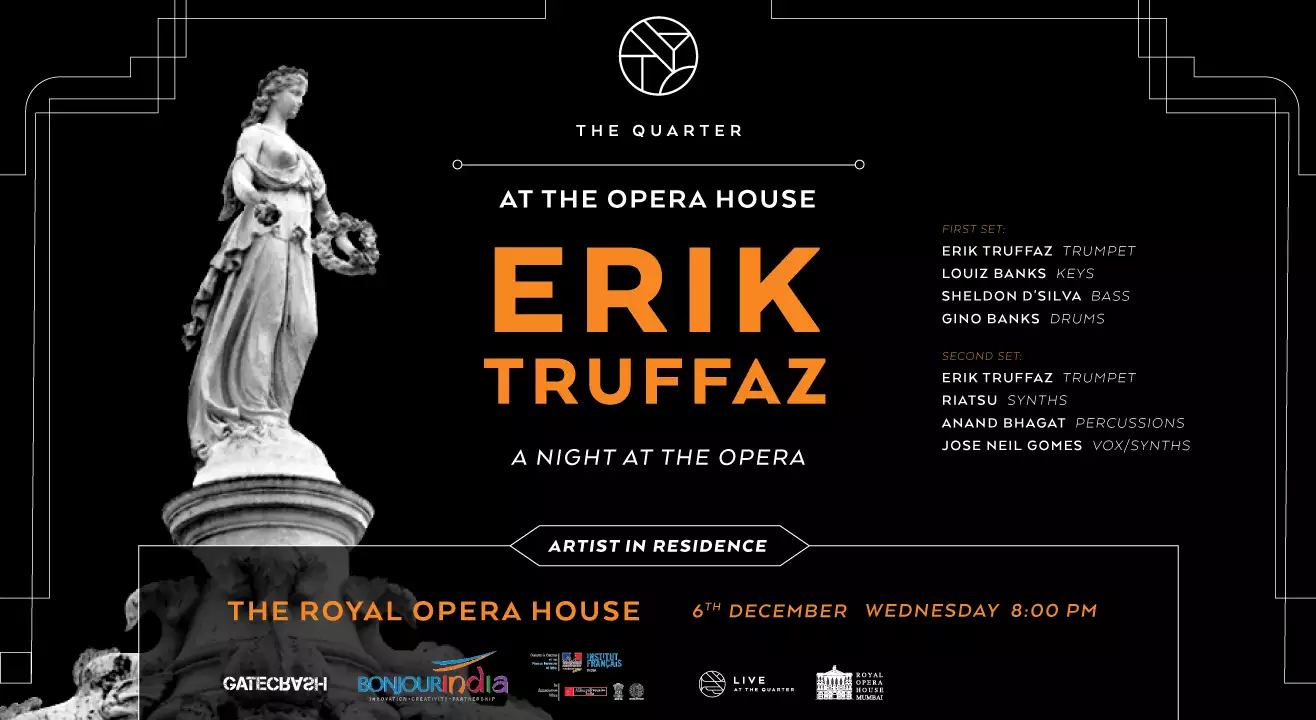 THE QUARTER
AT THE OPERA HOUSE
ERIK
TRUFFAZ
A NIGHT AT THE OPERA
FIRST SET:
ERIK TRUFFAZ TRUMPET
LOUIZ BANKS KEYS
SHELDON D'SILVA BASS
GINO BANKS DRUMS
SECOND SET:
ERIK TRUFFAZ TRUMPET
RIATSU SYNTHS
ANAND BHAGAT PERCUSSIONS
JOSE NEIL GOMES VOX/SYNTHS
ARTIST IN RESIDENCE
THE ROYAL OPERA HOUSE
6TH DECEMBER WEDNESDAY 8:00 PM
GATECRASH
BONJOUR india
INNOVATION • CREATIVITY • PARTNERSHIP
INSTITUT
FRANÇAIS
INDIA
LIVE
AT THE QUARTER
ROYAL
OPERA
HOUSE
MUMBAI